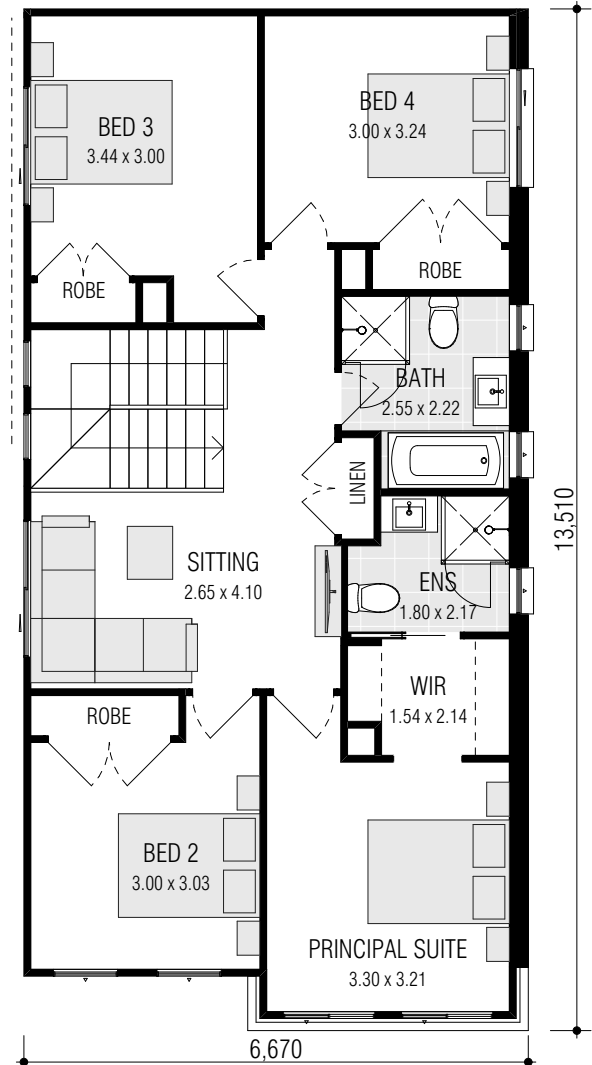 BED 3
3.44 x 3.00
BED 4
3.00 x 3.24
ROBE
ROBE
BATH
2.55 x 2.22
LINEN
SITTING
2.65 x 4.10
ENS
1.80 x 2.17
13,510
WIR
1.54 x 2.14
ROBE
BED 2
3.00 x 3.03
PRINCIPAL SUITE
3.30 x 3.21
6,670